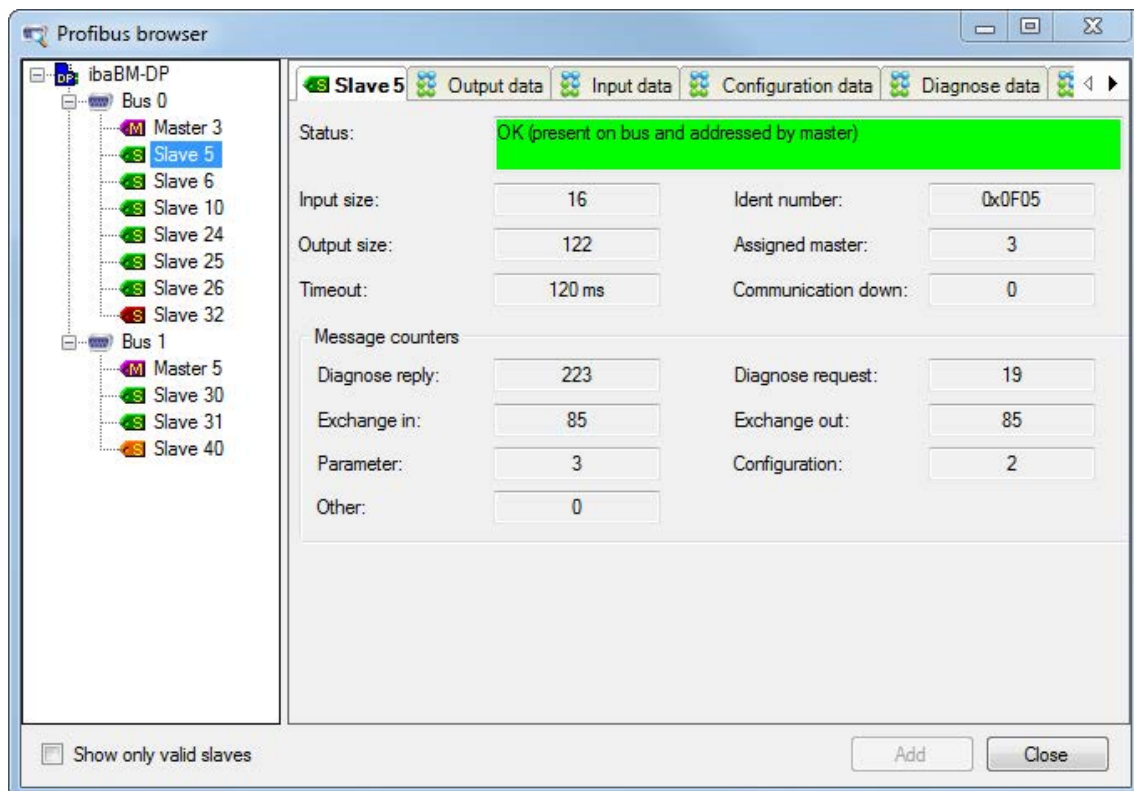 Profibus browser
ibaBM-DP
Bus 0
Master 3
Slave 5
Slave 6
Slave 10
Slave 24
Slave 25
Slave 26
Slave 32
Bus 1
Master 5
Slave 30
Slave 31
Slave 40
Slave 5 Output data Input data Configuration data Diagnose data
Status: OK (present on bus and addressed by master)
Input size: 16 Ident number: 0x0F05
Output size: 122 Assigned master: 3
Timeout: 120 ms Communication down: 0
Message counters
Diagnose reply: 223 Diagnose request: 19
Exchange in: 85 Exchange out: 85
Parameter: 3 Configuration: 2
Other: 0
Show only valid slaves Add Close